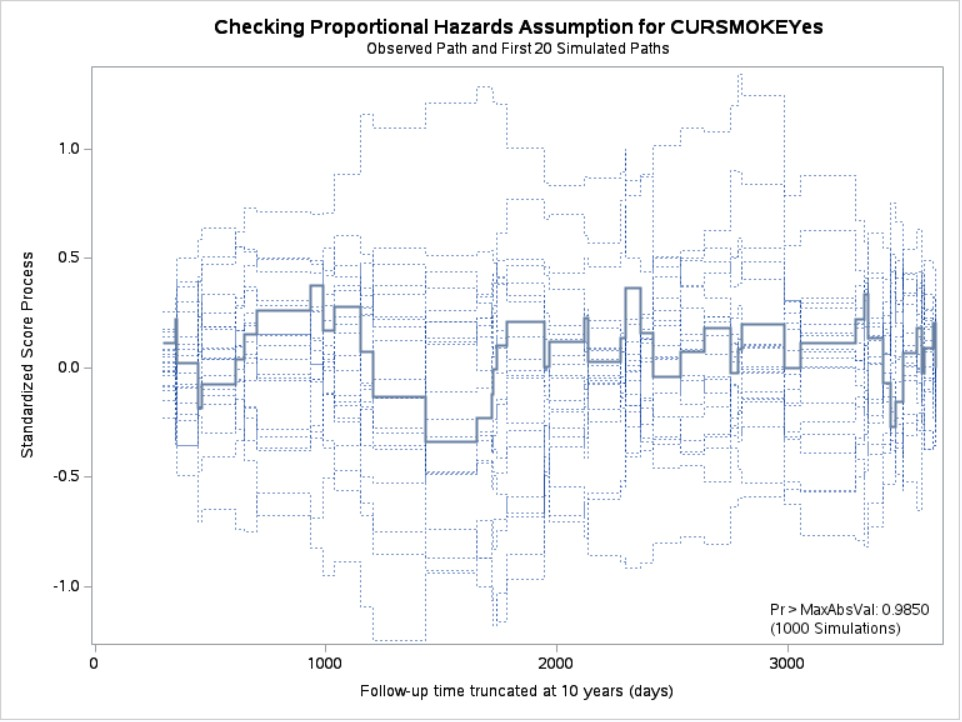 Checking Proportional Hazards Assumption for CURSMOKEYes
Observed Path and First 20 Simulated Paths
Standardized Score Process
1.0
0.5
0.0
-0.5
-1.0
Pr > MaxAbsVal: 0.9850
(1000 Simulations)
0
1000
2000
3000
Follow-up time truncated at 10 years (days)